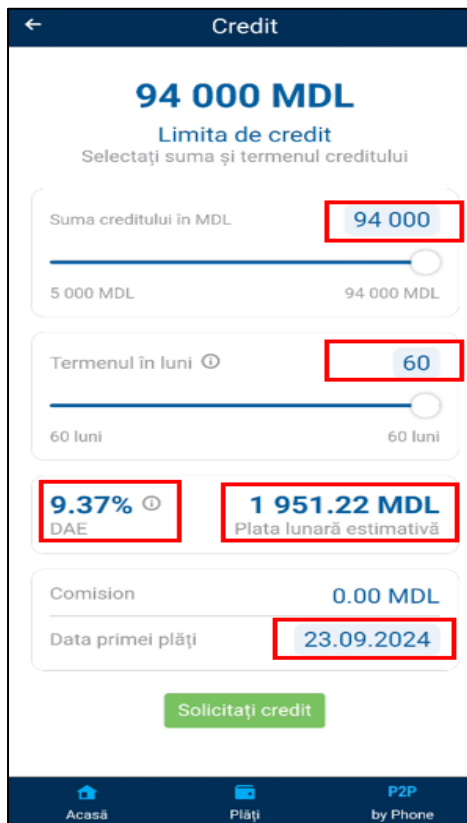 Credit
94 000 MDL
Limita de credit
Selectați suma și termenul creditului
Suma creditului în MDL 94 000
5 000 MDL 94 000 MDL
Termenul în luni 60
60 luni 60 luni
9.37% 1 951.22 MDL
DAE Plata lunară estimativă
Comision 0.00 MDL
Data primei plăți 23.09.2024
Solicitați credit
P2P
Acasă Plăți by Phone